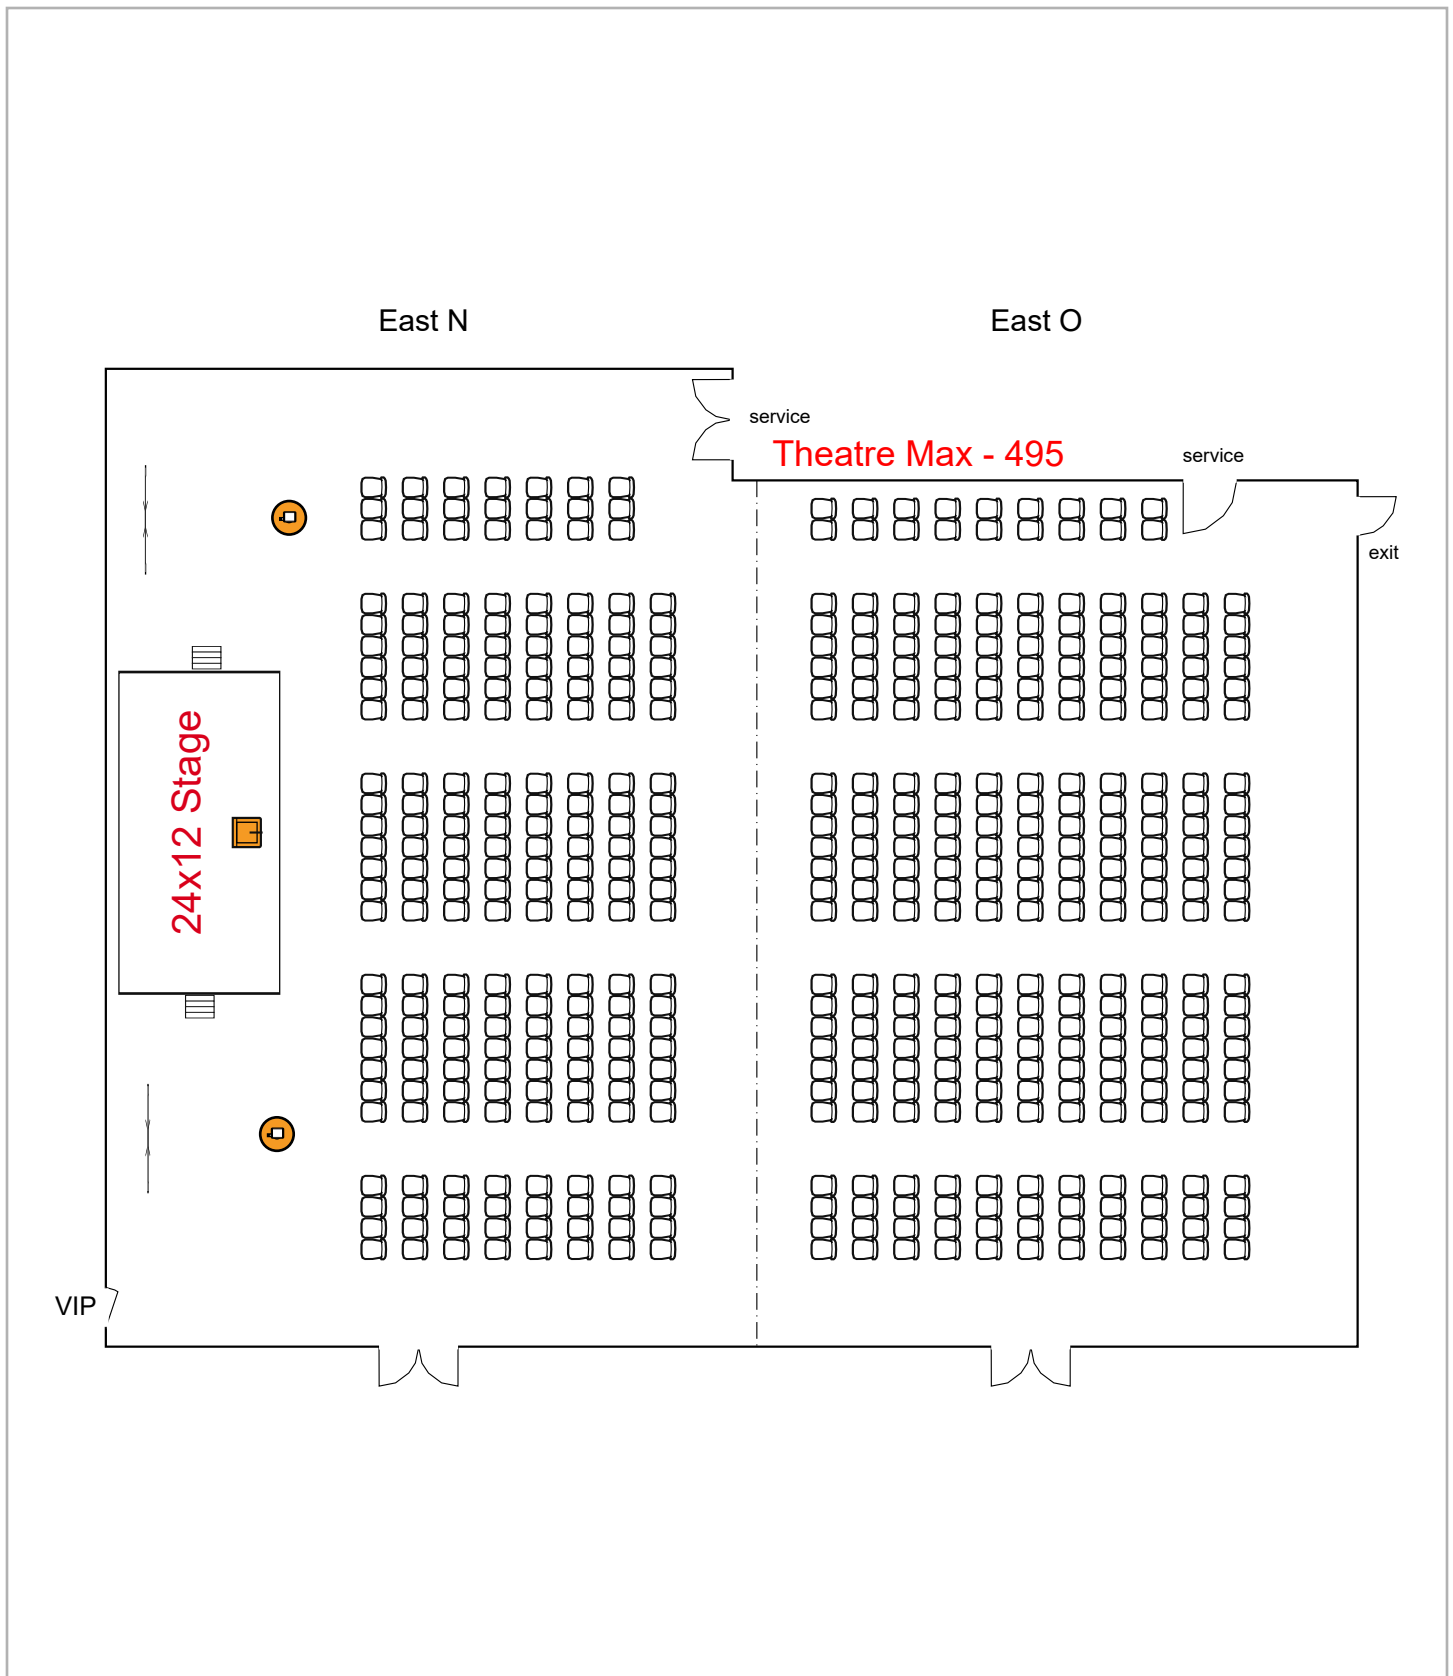 East N
East O
service
Theatre Max - 495
service
exit
24x12 Stage
VIP